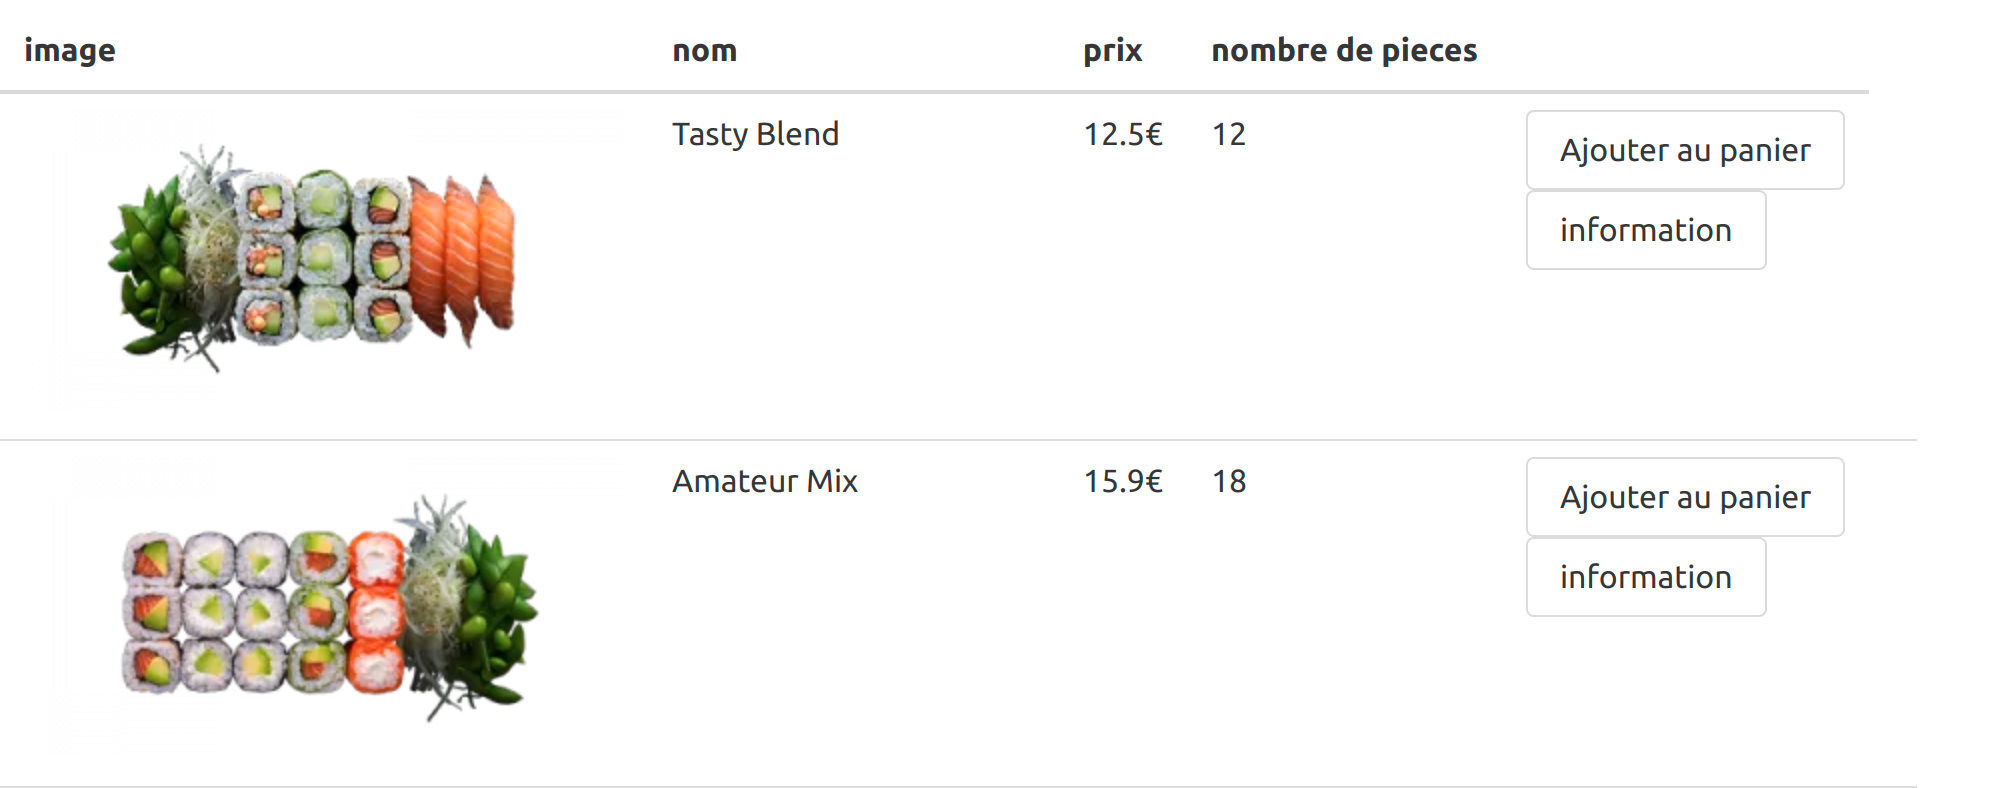 image nom prix nombre de pieces
Tasty Blend 12.5€ 12 Ajouter au panier
information
Amateur Mix 15.9€ 18 Ajouter au panier
information